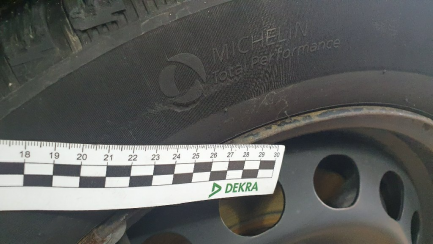 MICHELIN
Total Performance
18 19 20 21 22 23 24 25 26 27 28 29 30
DEKRA